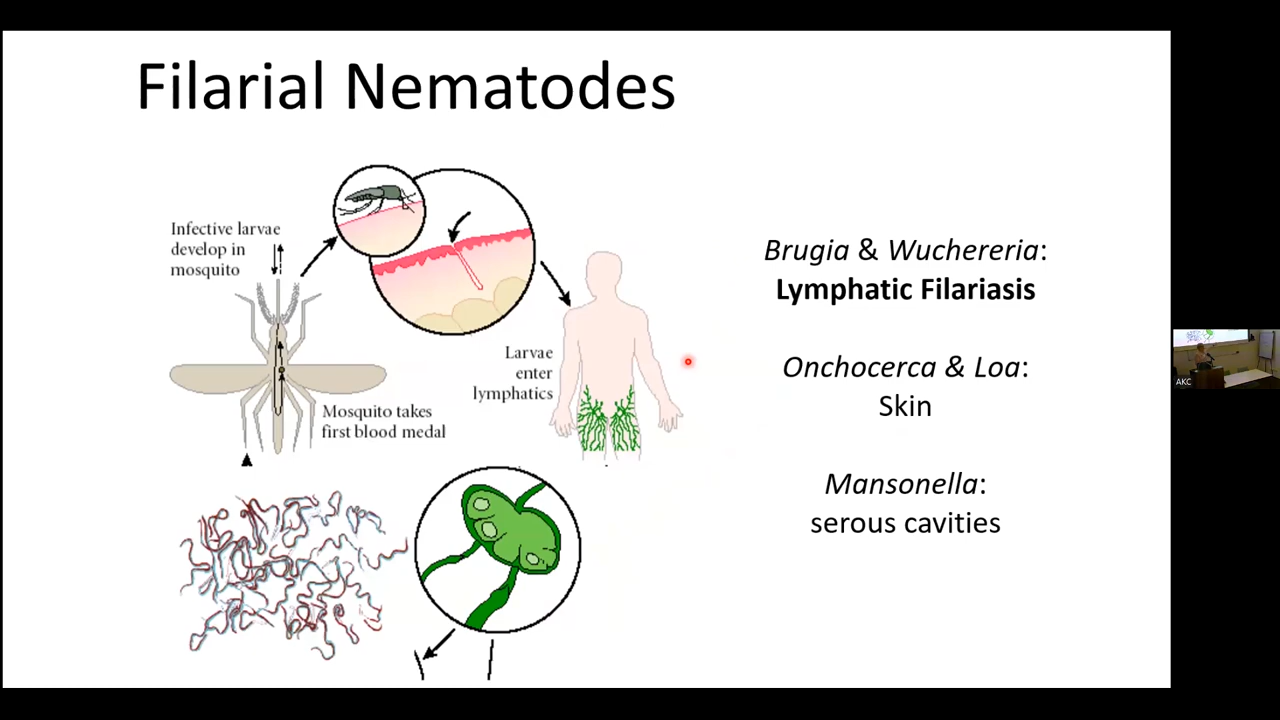 Filarial Nematodes
Infective larvae
develop in
mosquito
Mosquito takes
first blood medal
Larvae
enter
lymphatics
Brugia & Wuchereria:
Lymphatic Filariasis
Onchocerca & Loa:
Skin
Mansonella:
serous cavities
AKC